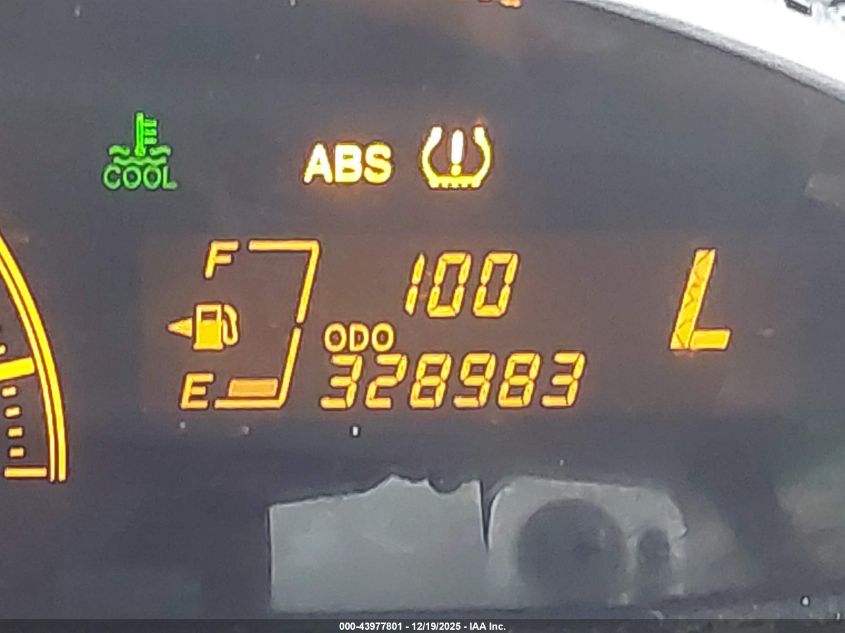 COOL
ABS
F
100
L
ODO
E
328983
000-43977801 - 12/19/2025 - IAA Inc.